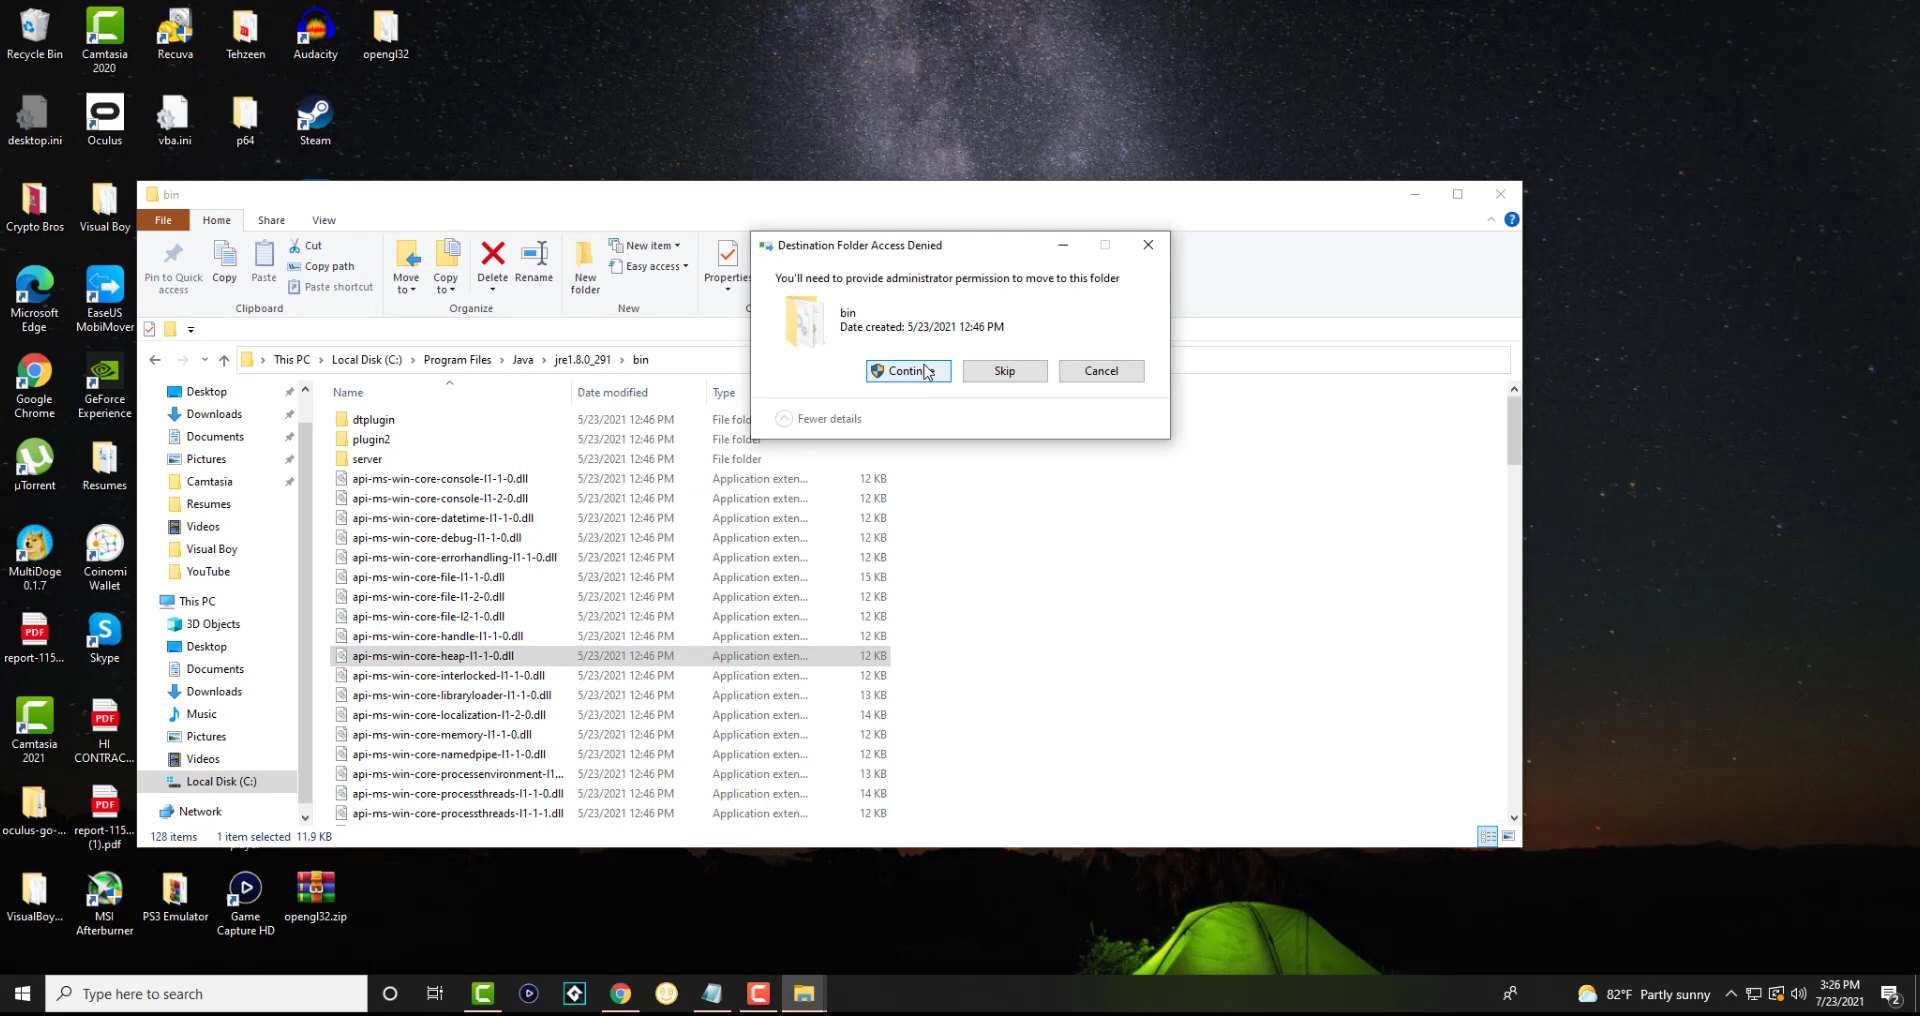 Recycle Bin
Camtasia 2020
Recuva
Tehzeen
Audacity
opengl32
desktop.ini
Oculus
vba.ini
p64
Steam
Crypto Bros
Visual Boy
Microsoft Edge
EaseUS MobiMover
Google Chrome
GeForce Experience
µTorrent
Resumes
MultiDoge 0.1.7
Coinomi Wallet
report-115...
Skype
Camtasia 2021
HI CONTRAC...
oculus-go-...
report-115... (1).pdf
VisualBoy...
MSI Afterburner
PS3 Emulator
Game Capture HD
opengl32.zip
bin
File Home Share View
Pin to Quick access
Copy
Paste
Cut
Copy path
Paste shortcut
Clipboard
Move to
Copy to
Delete
Rename
Organize
New folder
New item
Easy access
New
Properties
This PC > Local Disk (C:) > Program Files > Java > jre1.8.0_291 > bin
Desktop
Downloads
Documents
Pictures
Camtasia
Resumes
Videos
Visual Boy
YouTube
This PC
3D Objects
Desktop
Documents
Downloads
Music
Pictures
Videos
Local Disk (C:)
Network
Name Date modified Type
dtplugin 5/23/2021 12:46 PM File folder
plugin2 5/23/2021 12:46 PM File folder
server 5/23/2021 12:46 PM File folder
api-ms-win-core-console-l1-1-0.dll 5/23/2021 12:46 PM Application exten... 12 KB
api-ms-win-core-console-l1-2-0.dll 5/23/2021 12:46 PM Application exten... 12 KB
api-ms-win-core-datetime-l1-1-0.dll 5/23/2021 12:46 PM Application exten... 12 KB
api-ms-win-core-debug-l1-1-0.dll 5/23/2021 12:46 PM Application exten... 12 KB
api-ms-win-core-errorhandling-l1-1-0.dll 5/23/2021 12:46 PM Application exten... 12 KB
api-ms-win-core-file-l1-1-0.dll 5/23/2021 12:46 PM Application exten... 15 KB
api-ms-win-core-file-l1-2-0.dll 5/23/2021 12:46 PM Application exten... 12 KB
api-ms-win-core-file-l2-1-0.dll 5/23/2021 12:46 PM Application exten... 12 KB
api-ms-win-core-handle-l1-1-0.dll 5/23/2021 12:46 PM Application exten... 12 KB
api-ms-win-core-heap-l1-1-0.dll 5/23/2021 12:46 PM Application exten... 12 KB
api-ms-win-core-interlocked-l1-1-0.dll 5/23/2021 12:46 PM Application exten... 12 KB
api-ms-win-core-libraryloader-l1-1-0.dll 5/23/2021 12:46 PM Application exten... 13 KB
api-ms-win-core-localization-l1-2-0.dll 5/23/2021 12:46 PM Application exten... 14 KB
api-ms-win-core-memory-l1-1-0.dll 5/23/2021 12:46 PM Application exten... 12 KB
api-ms-win-core-namedpipe-l1-1-0.dll 5/23/2021 12:46 PM Application exten... 12 KB
api-ms-win-core-processenvironment-l1... 5/23/2021 12:46 PM Application exten... 13 KB
api-ms-win-core-processthreads-l1-1-0.dll 5/23/2021 12:46 PM Application exten... 14 KB
api-ms-win-core-processthreads-l1-1-1.dll 5/23/2021 12:46 PM Application exten... 12 KB
128 items 1 item selected 11.9 KB
Destination Folder Access Denied
You'll need to provide administrator permission to move to this folder
bin
Date created: 5/23/2021 12:46 PM
Continue
Skip
Cancel
Fewer details
Type here to search
82°F Partly sunny
3:26 PM
7/23/2021
2